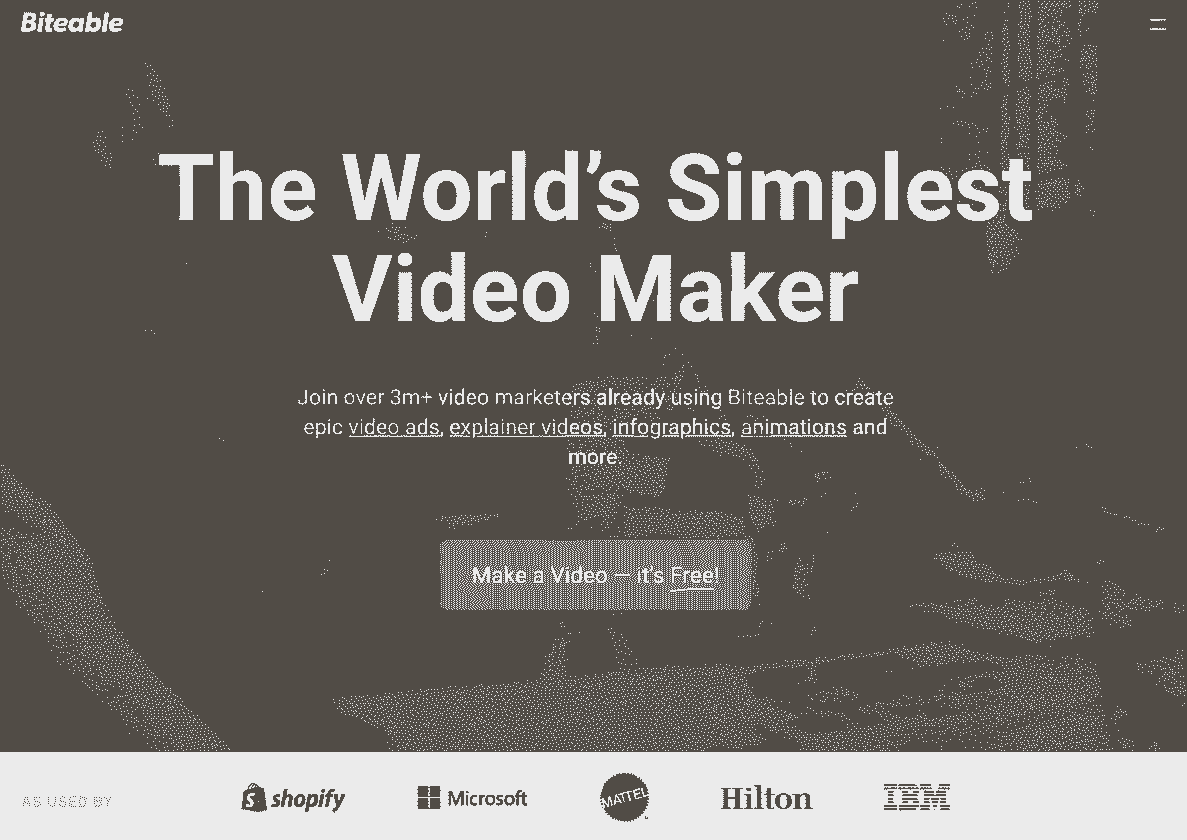 Biteable
The World’s Simplest
Video Maker
Join over 3m+ video marketers already using Biteable to create
epic video ads, explainer videos, infographics, animations and
more.
Make a Video — it's Free!
AS USED BY
shopify
Microsoft
MATTEL
Hilton
IBM